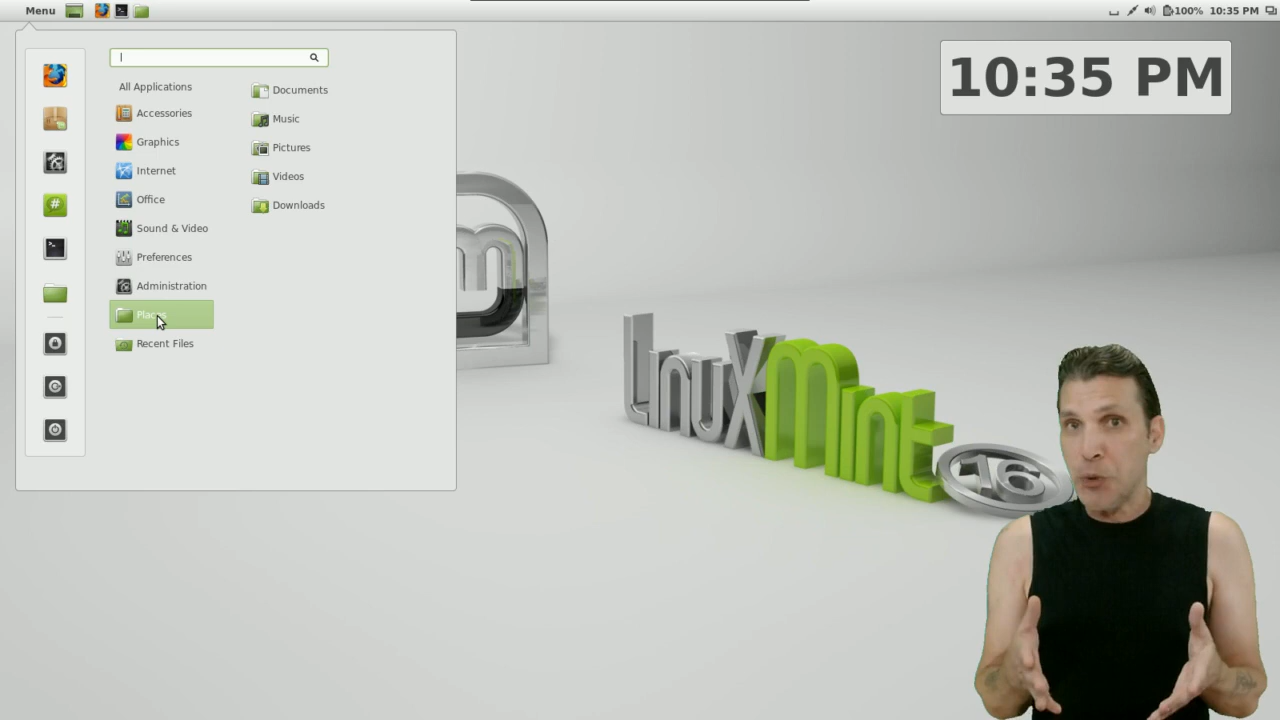 Menu
100% 10:35 PM
10:35 PM
All Applications
Accessories
Graphics
Internet
Office
Sound & Video
Preferences
Administration
Places
Recent Files
Documents
Music
Pictures
Videos
Downloads
LinuxMint
16